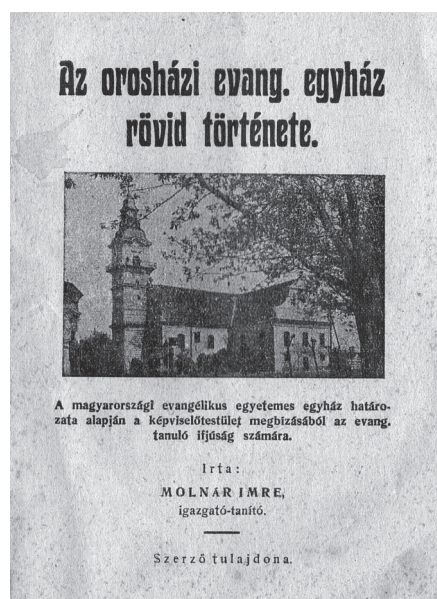 Az orosházi evang. egyház
rövid története.
A magyarországi evangélikus egyetemes egyház határo-
zata alapján a képviselőtestület megbizásából az evang.
tanuló ifjúság számára.
Irta:
MOLNÁR IMRE,
igazgató-tanító.
Szerző tulajdona.